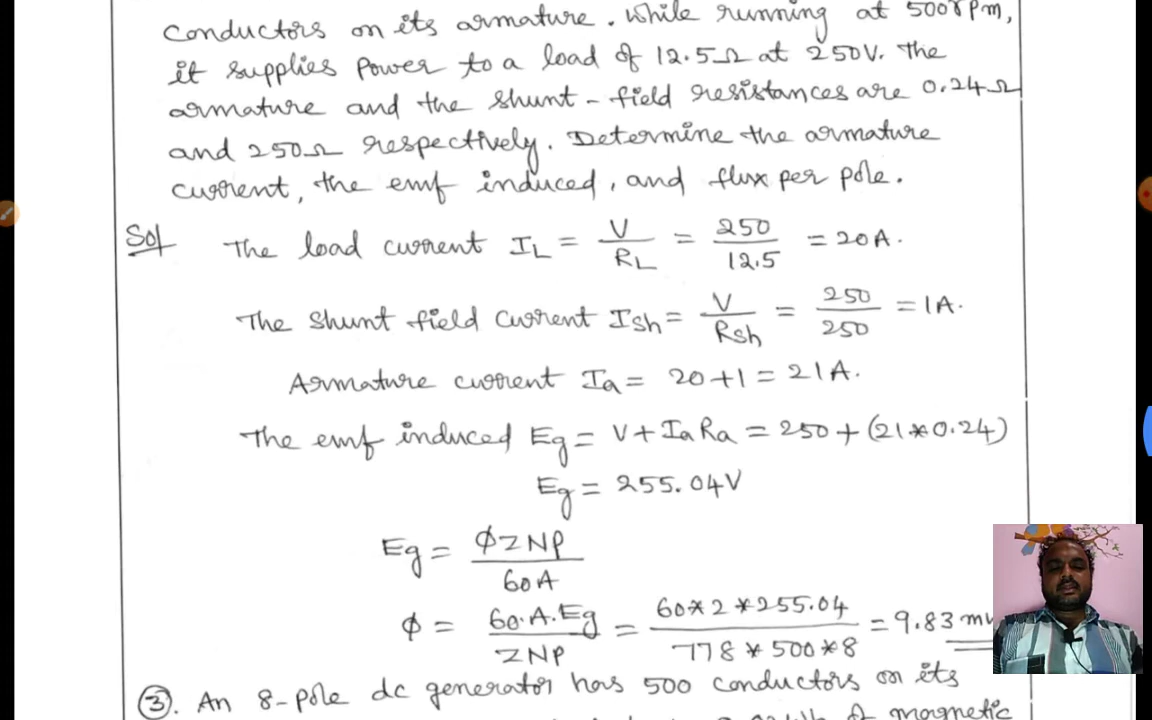 conductors on its armature. While running at 500rpm,
it supplies power to a load of 12.5Ω at 250V. The
armature and the shunt-field resistances are 0.24Ω
and 250Ω respectively. Determine the armature
current, the emf induced, and flux per pole.
Sol The load current IL = V/RL = 250/12.5 = 20A.
The shunt field current Ish = V/Rsh = 250/250 = 1A.
Armature current Ia = 20+1 = 21A.
The emf induced Eg = V+IaRa = 250+(21*0.24)
Eg = 255.04V
Eg = ϕZNP/60A
ϕ = 60.A.Eg/ZNP = 60*2*255.04/778*500*8 = 9.83 m
③. An 8-pole dc generator has 500 conductors on its
of magnetic